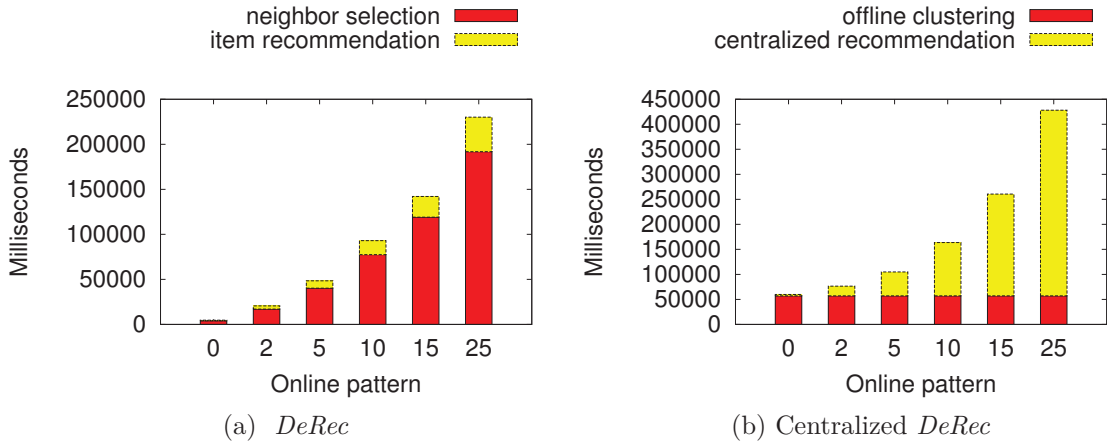 neighbor selection
item recommendation
250000
200000
150000
100000
50000
0
Milliseconds
0 2 5 10 15 25
Online pattern
(a) DeRec
offline clustering
centralized recommendation
450000
400000
350000
300000
250000
200000
150000
100000
50000
0
Milliseconds
0 2 5 10 15 25
Online pattern
(b) Centralized DeRec